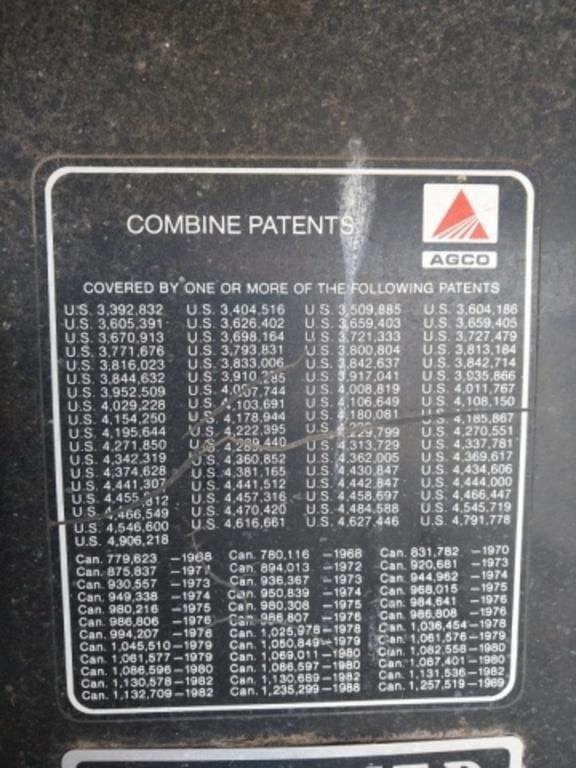 COMBINE PATENTS
AGCO
COVERED BY ONE OR MORE OF THE FOLLOWING PATENTS
U.S. 3,392,832 U.S. 3,404,516 U.S. 3,509,885 U.S. 3,604,186
U.S. 3,605,391 U.S. 3,626,402 U.S. 3,659,403 U.S. 3,659,405
U.S. 3,670,913 U.S. 3,698,164 U.S. 3,721,333 U.S. 3,727,479
U.S. 3,771,676 U.S. 3,793,831 U.S. 3,800,804 U.S. 3,813,184
U.S. 3,816,023 U.S. 3,833,006 U.S. 3,842,637 U.S. 3,842,714
U.S. 3,844,632 U.S. U.S. 3,917,041 U.S. 3,935,866
U.S. 3,952,509 U.S. U.S. 4,008,819 U.S. 4,011,767
U.S. 4,029,228 U.S. 4,103,691 U.S. 4,106,649 U.S. 4,108,150
U.S. 4,154,250 U.S. 4,178,944 U.S. 4,180,081 U.S. 4,185,867
U.S. 4,195,644 U.S. 4,222,395 U.S. U.S. 4,270,551
U.S. 4,271,850 U.S. U.S. 4,313,729 U.S. 4,337,781
U.S. 4,342,319 U.S. 4,360,852 U.S. 4,362,005 U.S. 4,369,617
U.S. 4,374,628 U.S. 4,381,165 U.S. 430,847 U.S. 4,434,606
U.S. 4,441,307 U.S. 4,441,512 U.S. 4,442,847 U.S. 4,444,000
U.S. U.S. 4,457,316 U.S. 4,458,697 U.S. 4,466,447
U.S. 4,466,549 U.S. 4,470,420 U.S. 4,484,588 U.S. 4,545,719
U.S. 4,546,600 U.S. 4,616,661 U.S. 4,627,446 U.S. 4,791,778
U.S. 4,906,218
Can. 779,623 –1968 Can. 780,116 –1968 Can. 831,782 –1970
Can. 875,837 Can. 894,013 –1972 Can. 920,681 –1973
Can. 930,557 –1973 Can. 936,367 –1973 Can. 944,962 –1974
Can. 949,338 –1974 Can. 950,839 –1974 Can. 968,015 –1975
Can. 980,216 –1975 Can. 980,308 –1975 Can. 984,641 –1976
Can. 986,806 –1976 Can. 986,807 –1976 Can. 986,808 –1976
Can. 994,207 –1976 Can. 1,025,976 –1978 Can. 1,036,454 –1978
Can. 1,045,510 –1979 Can. 1,050,849 –1979 Can. 1,061,576 –1979
Can. 1,061,577 –1979 Can. 1,069,011 –1980 Can. 1,082,558 –1980
Can. 1,086,596 –1980 Can. 1,086,597 –1980 Can. 1,087,401 –1980
Can. 1,130,578 –1982 Can. 1,130,689 –1982 Can. 1,131,536 –1982
Can. 1,132,709 –1982 Can. 1,235,299 –1988 Can. 1,257,519 –1989